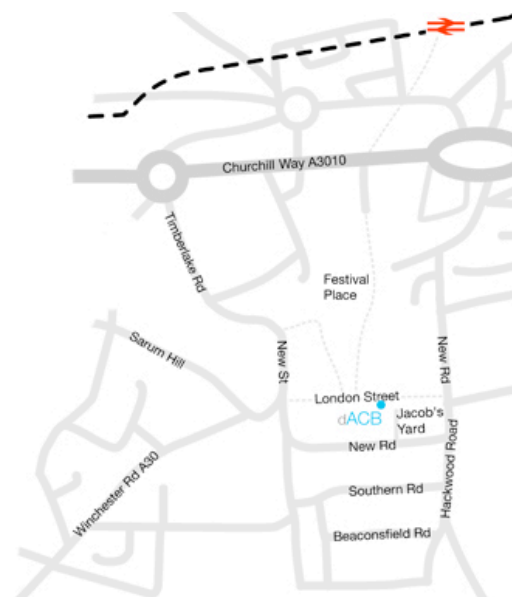 Churchill Way A3010
Timberlake Rd
Festival
Place
Sarum Hill
New St
New Rd
London Street
dACB
Jacob's
Yard
New Rd
Hackwood Road
Winchester Rd A30
Southern Rd
Beaconsfield Rd